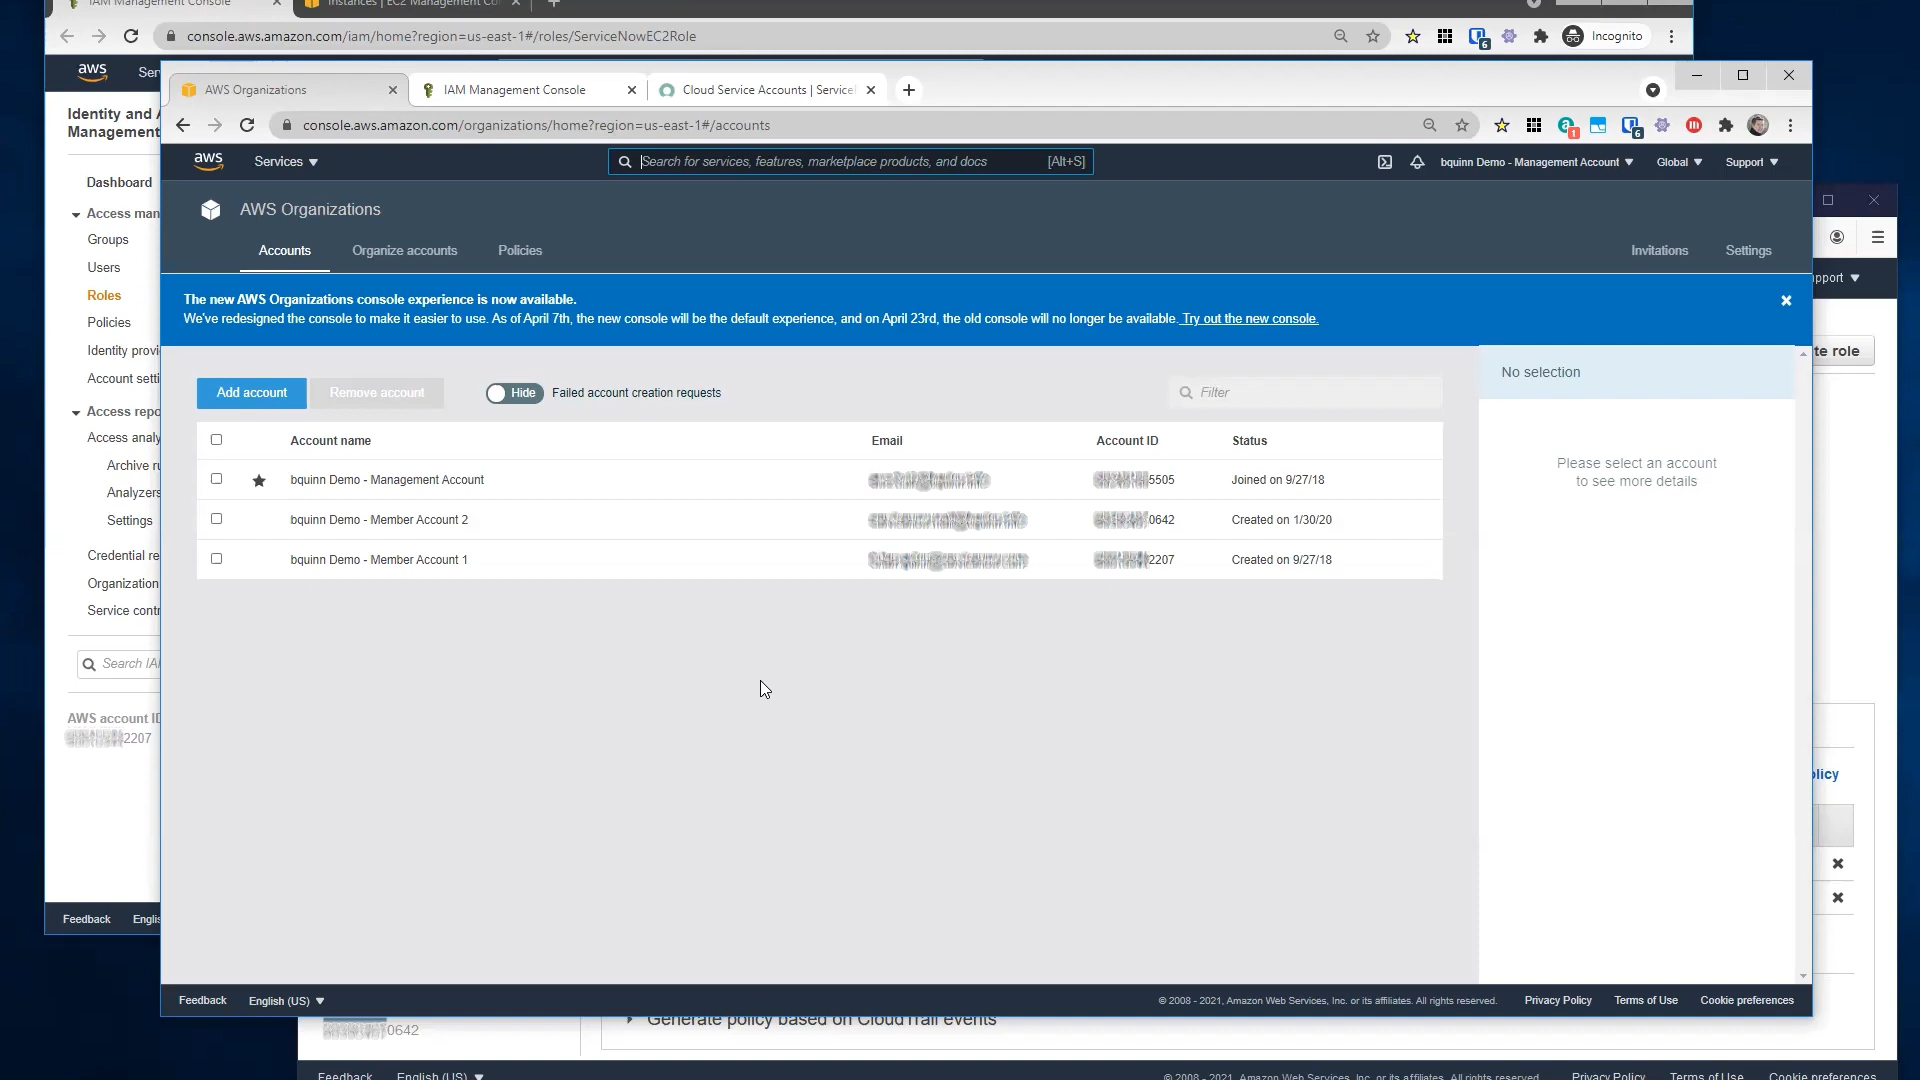 IAM Management Console
Instances | EC2 Management Co
console.aws.amazon.com/iam/home?region=us-east-1#/roles/ServiceNowEC2Role
6
Incognito
aws
Ser
Identity and A
Management
Dashboard
Access man
Groups
Users
Roles
Policies
Identity provi
Account setti
Access repo
Access analy
Archive ru
Analyzers
Settings
Credential re
Organization
Service contr
Search IA
AWS account ID
2207
Feedback
Englis
AWS Organizations
IAM Management Console
Cloud Service Accounts | Service
console.aws.amazon.com/organizations/home?region=us-east-1#/accounts
1
6
aws
Services
Search for services, features, marketplace products, and docs
[Alt+S]
bquinn Demo - Management Account
Global
Support
AWS Organizations
Accounts
Organize accounts
Policies
Invitations
Settings
The new AWS Organizations console experience is now available.
We've redesigned the console to make it easier to use. As of April 7th, the new console will be the default experience, and on April 23rd, the old console will no longer be available. Try out the new console.
Add account
Remove account
Hide
Failed account creation requests
Filter
Account name
Email
Account ID
Status
bquinn Demo - Management Account
5505
Joined on 9/27/18
bquinn Demo - Member Account 2
0642
Created on 1/30/20
bquinn Demo - Member Account 1
2207
Created on 9/27/18
No selection
Please select an account
to see more details
Feedback
English (US)
© 2008 - 2021, Amazon Web Services, Inc. or its affiliates. All rights reserved.
Privacy Policy
Terms of Use
Cookie preferences
pport
te role
olicy
0642
Generate policy based on CloudTrail events
Feedback
English (US)
© 2008 - 2021, Amazon Web Services, Inc. or its affiliates. All rights reserved.
Privacy Policy
Terms of Use
Cookie preferences